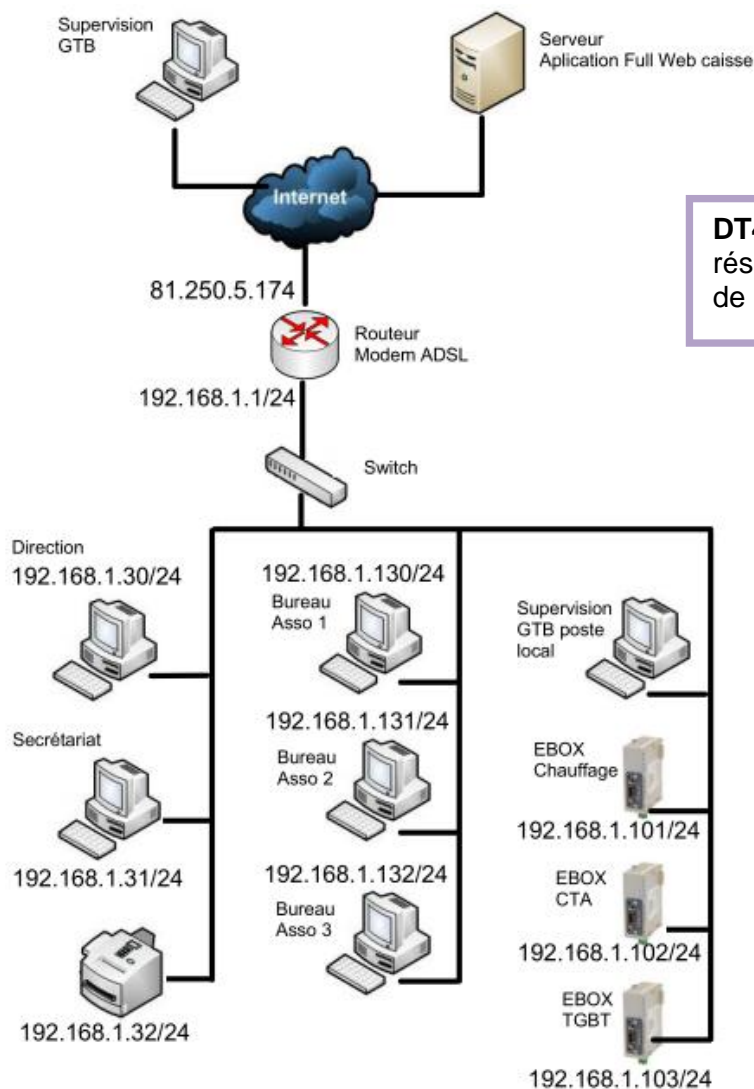 Supervision
GTB
Serveur
Aplication Full Web caisse
Internet
DT4
rés
de
81.250.5.174
Routeur
Modem ADSL
192.168.1.1/24
Switch
Direction
192.168.1.30/24
192.168.1.130/24
Bureau
Asso 1
Supervision
GTB poste
local
192.168.1.131/24
Secrétariat
Bureau
Asso 2
EBOX
Chauffage
192.168.1.101/24
192.168.1.31/24
192.168.1.132/24
Bureau
Asso 3
EBOX
CTA
192.168.1.102/24
192.168.1.32/24
EBOX
TGBT
192.168.1.103/24